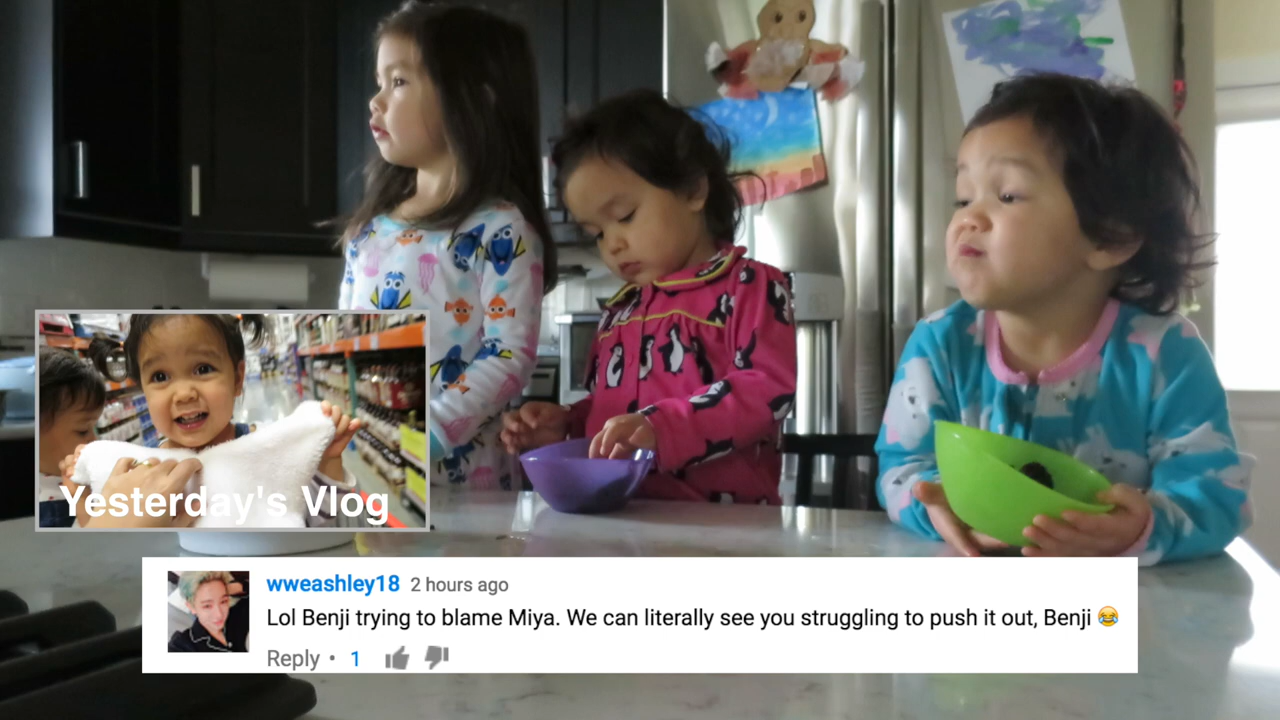 Yesterday's Vlog
wweashley18 2 hours ago
Lol Benji trying to blame Miya. We can literally see you struggling to push it out, Benji 😂
Reply • 1